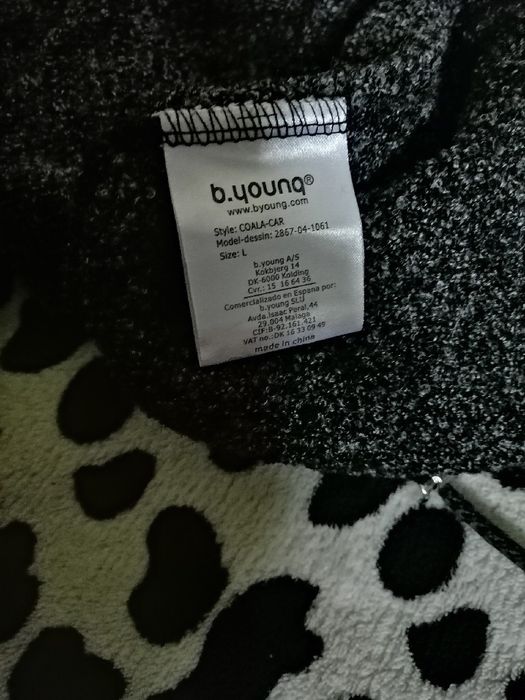 b.young®
www.byoung.com
Style: COALA-CAR
Model-dessin: 2867-04-1061
Size: L
b.young A/S
Kokbjerg 14
DK-6000 Kolding
Cvr.: 15 16 64 36
Comercializado en Espana por:
b.young SLU
Avda.Isaac Peral,44
29.004 Malaga
CIF:B-92.161.421
VAT no.:DK 16 33 09 49
made in china